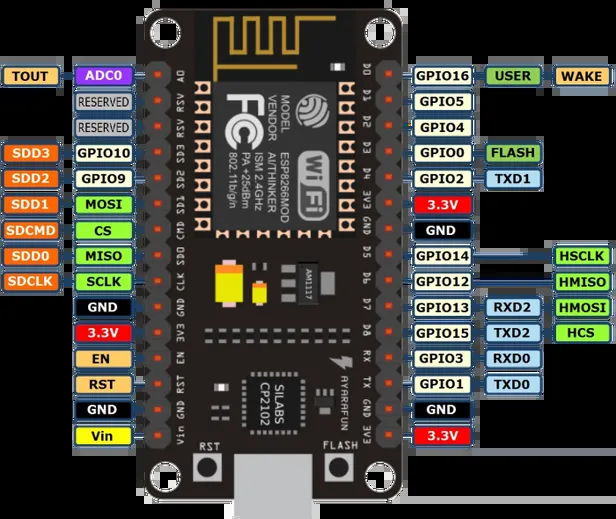 TOUT ADC0
RESERVED
RESERVED
SDD3 GPIO10
SDD2 GPIO9
SDD1 MOSI
SDCMD CS
SDD0 MISO
SDCLK SCLK
GND
3.3V
EN
RST
GND
Vin
A0
RSV
RSV
SD3
SD2
SD1
CMD
SD0
CLK
GND
3V3
EN
RST
GND
Vin
MODEL ESP8266MOD
VENDOR AITHINKER
ISM 2.4GHz
PA +25dBm
802.11b/g/n
FC
Wi Fi
AM1117
SILABS
CP2102
AYARAFUN
RST
FLASH
D0
D1
D2
D3
D4
3V3
GND
D5
D6
D7
D8
RX
TX
GND
3V3
GPIO16 USER WAKE
GPIO5
GPIO4
GPIO0 FLASH
GPIO2 TXD1
3.3V
GND
GPIO14 HSCLK
GPIO12 HMISO
GPIO13 RXD2 HMOSI
GPIO15 TXD2 HCS
GPIO3 RXD0
GPIO1 TXD0
GND
3.3V